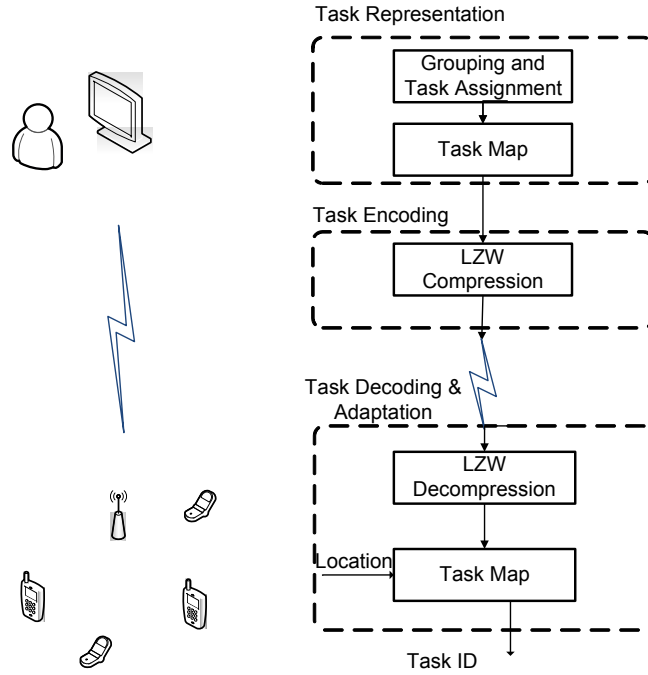 Task Representation
Grouping and
Task Assignment
Task Map
Task Encoding
LZW
Compression
Task Decoding &
Adaptation
LZW
Decompression
Location
Task Map
Task ID